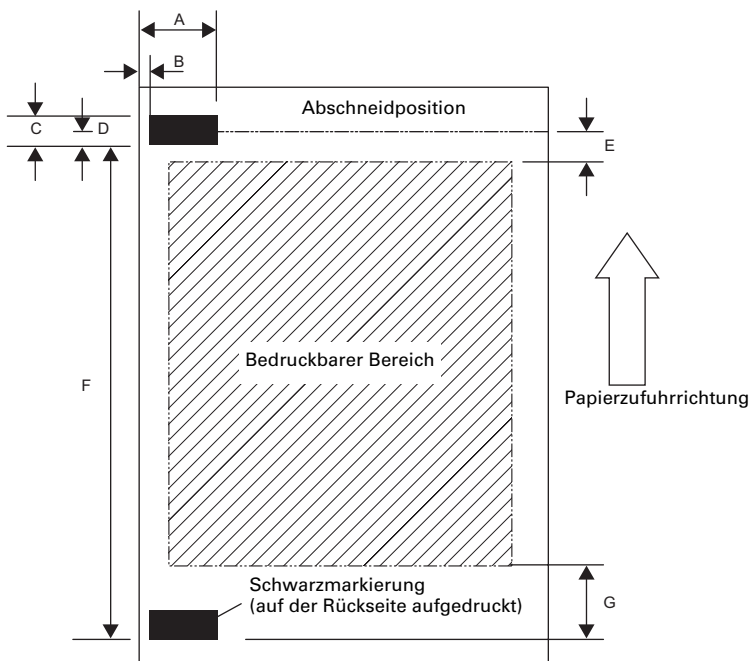 A
B
Abschneidposition
C
D
E
Bedruckbarer Bereich
F
Papierzufuhrrichtung
Schwarzmarkierung
(auf der Rückseite aufgedruckt)
G